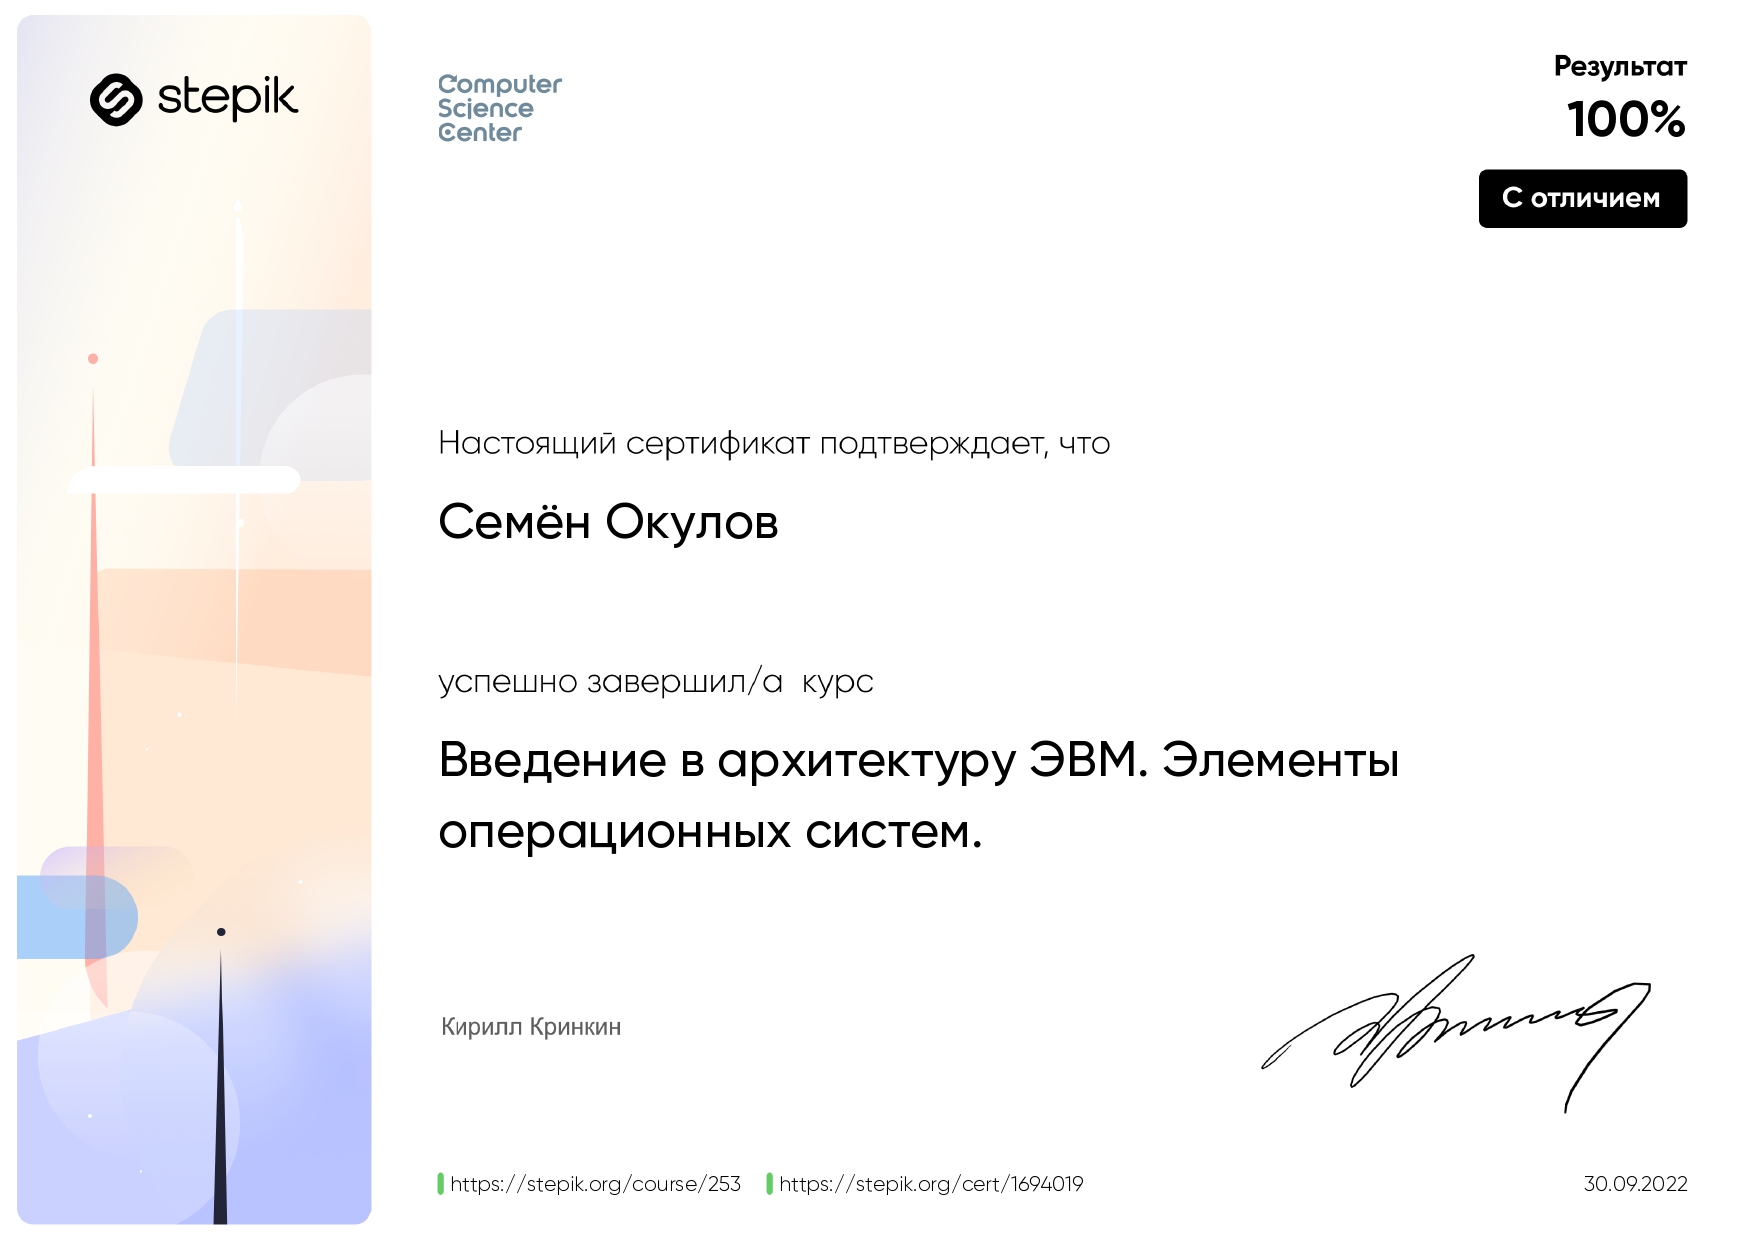 stepik
Computer
Science
Center
Результат
100%
С отличием
Настоящий сертификат подтверждает, что
Семён Окулов
успешно завершил/а курс
Введение в архитектуру ЭВМ. Элементы
операционных систем.
Кирилл Кринкин
https://stepik.org/course/253 https://stepik.org/cert/1694019 30.09.2022